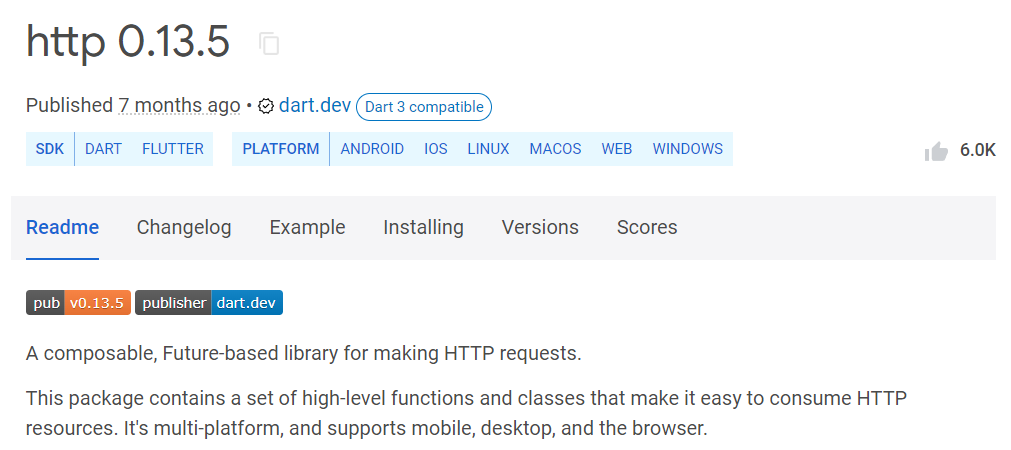 http 0.13.5
Published 7 months ago • dart.dev Dart 3 compatible
SDK DART FLUTTER PLATFORM ANDROID IOS LINUX MACOS WEB WINDOWS 6.0K
Readme Changelog Example Installing Versions Scores
pub v0.13.5 publisher dart.dev
A composable, Future-based library for making HTTP requests.
This package contains a set of high-level functions and classes that make it easy to consume HTTP
resources. It's multi-platform, and supports mobile, desktop, and the browser.